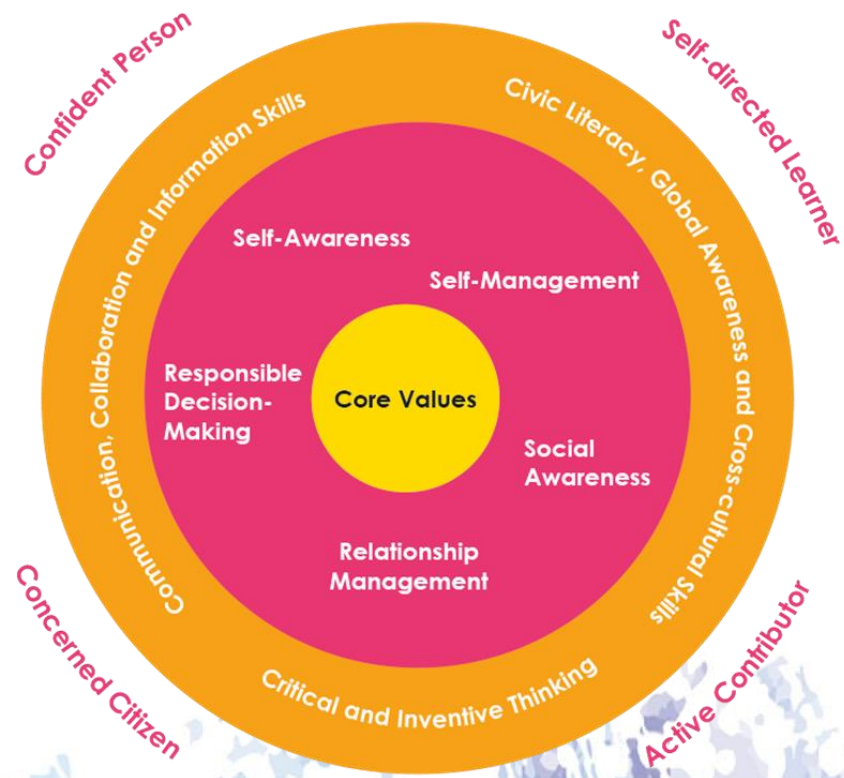 Confident Person
Self-directed Learner
Communication, Collaboration and Information Skills
Civic Literacy, Global Awareness and Cross-cultural Skills
Self-Awareness
Self-Management
Responsible
Decision-
Making
Core Values
Social
Awareness
Relationship
Management
Critical and Inventive Thinking
Concerned Citizen
Active Contributor